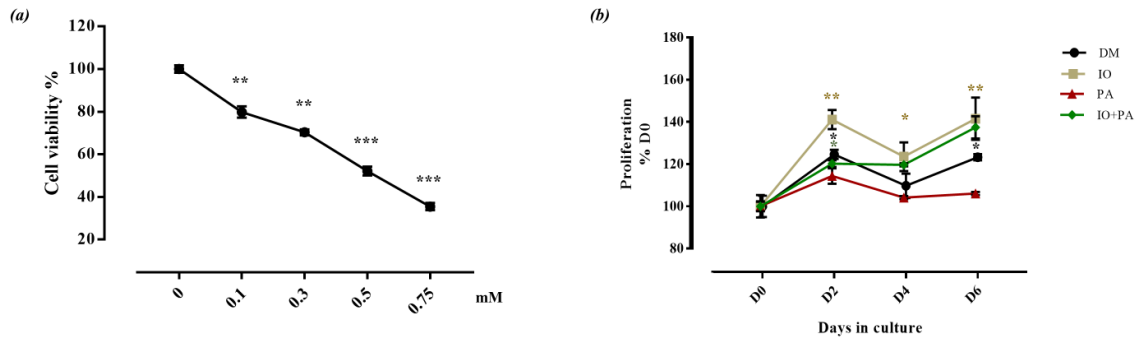 (a)
120
100
80
60
40
20
Cell viability %
**
**
***
***
0
0.1
0.3
0.5
0.75
mM
(b)
180
160
140
120
100
80
Proliferation
% D0
**
*
**
*
*
*
D0
D2
D4
D6
Days in culture
DM
IO
PA
IO+PA